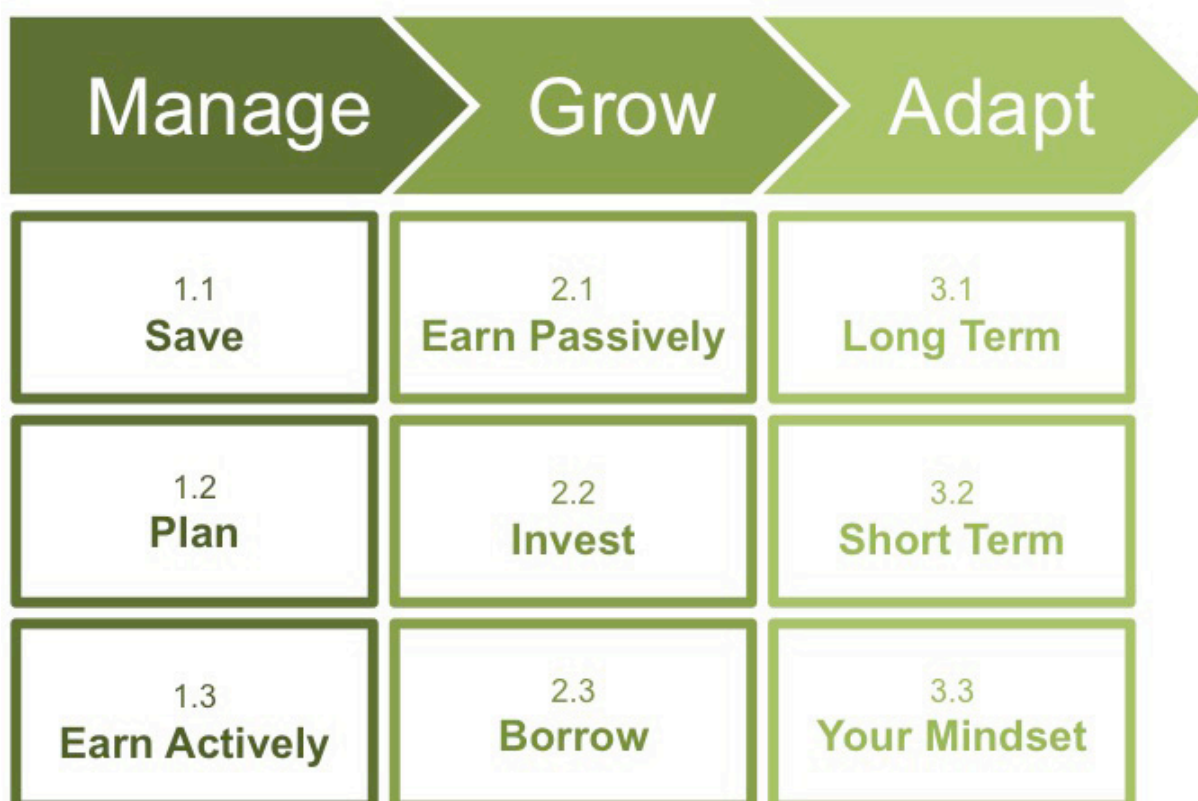 Manage
Grow
Adapt
1.1
Save
2.1
Earn Passively
3.1
Long Term
1.2
Plan
2.2
Invest
3.2
Short Term
1.3
Earn Actively
2.3
Borrow
3.3
Your Mindset